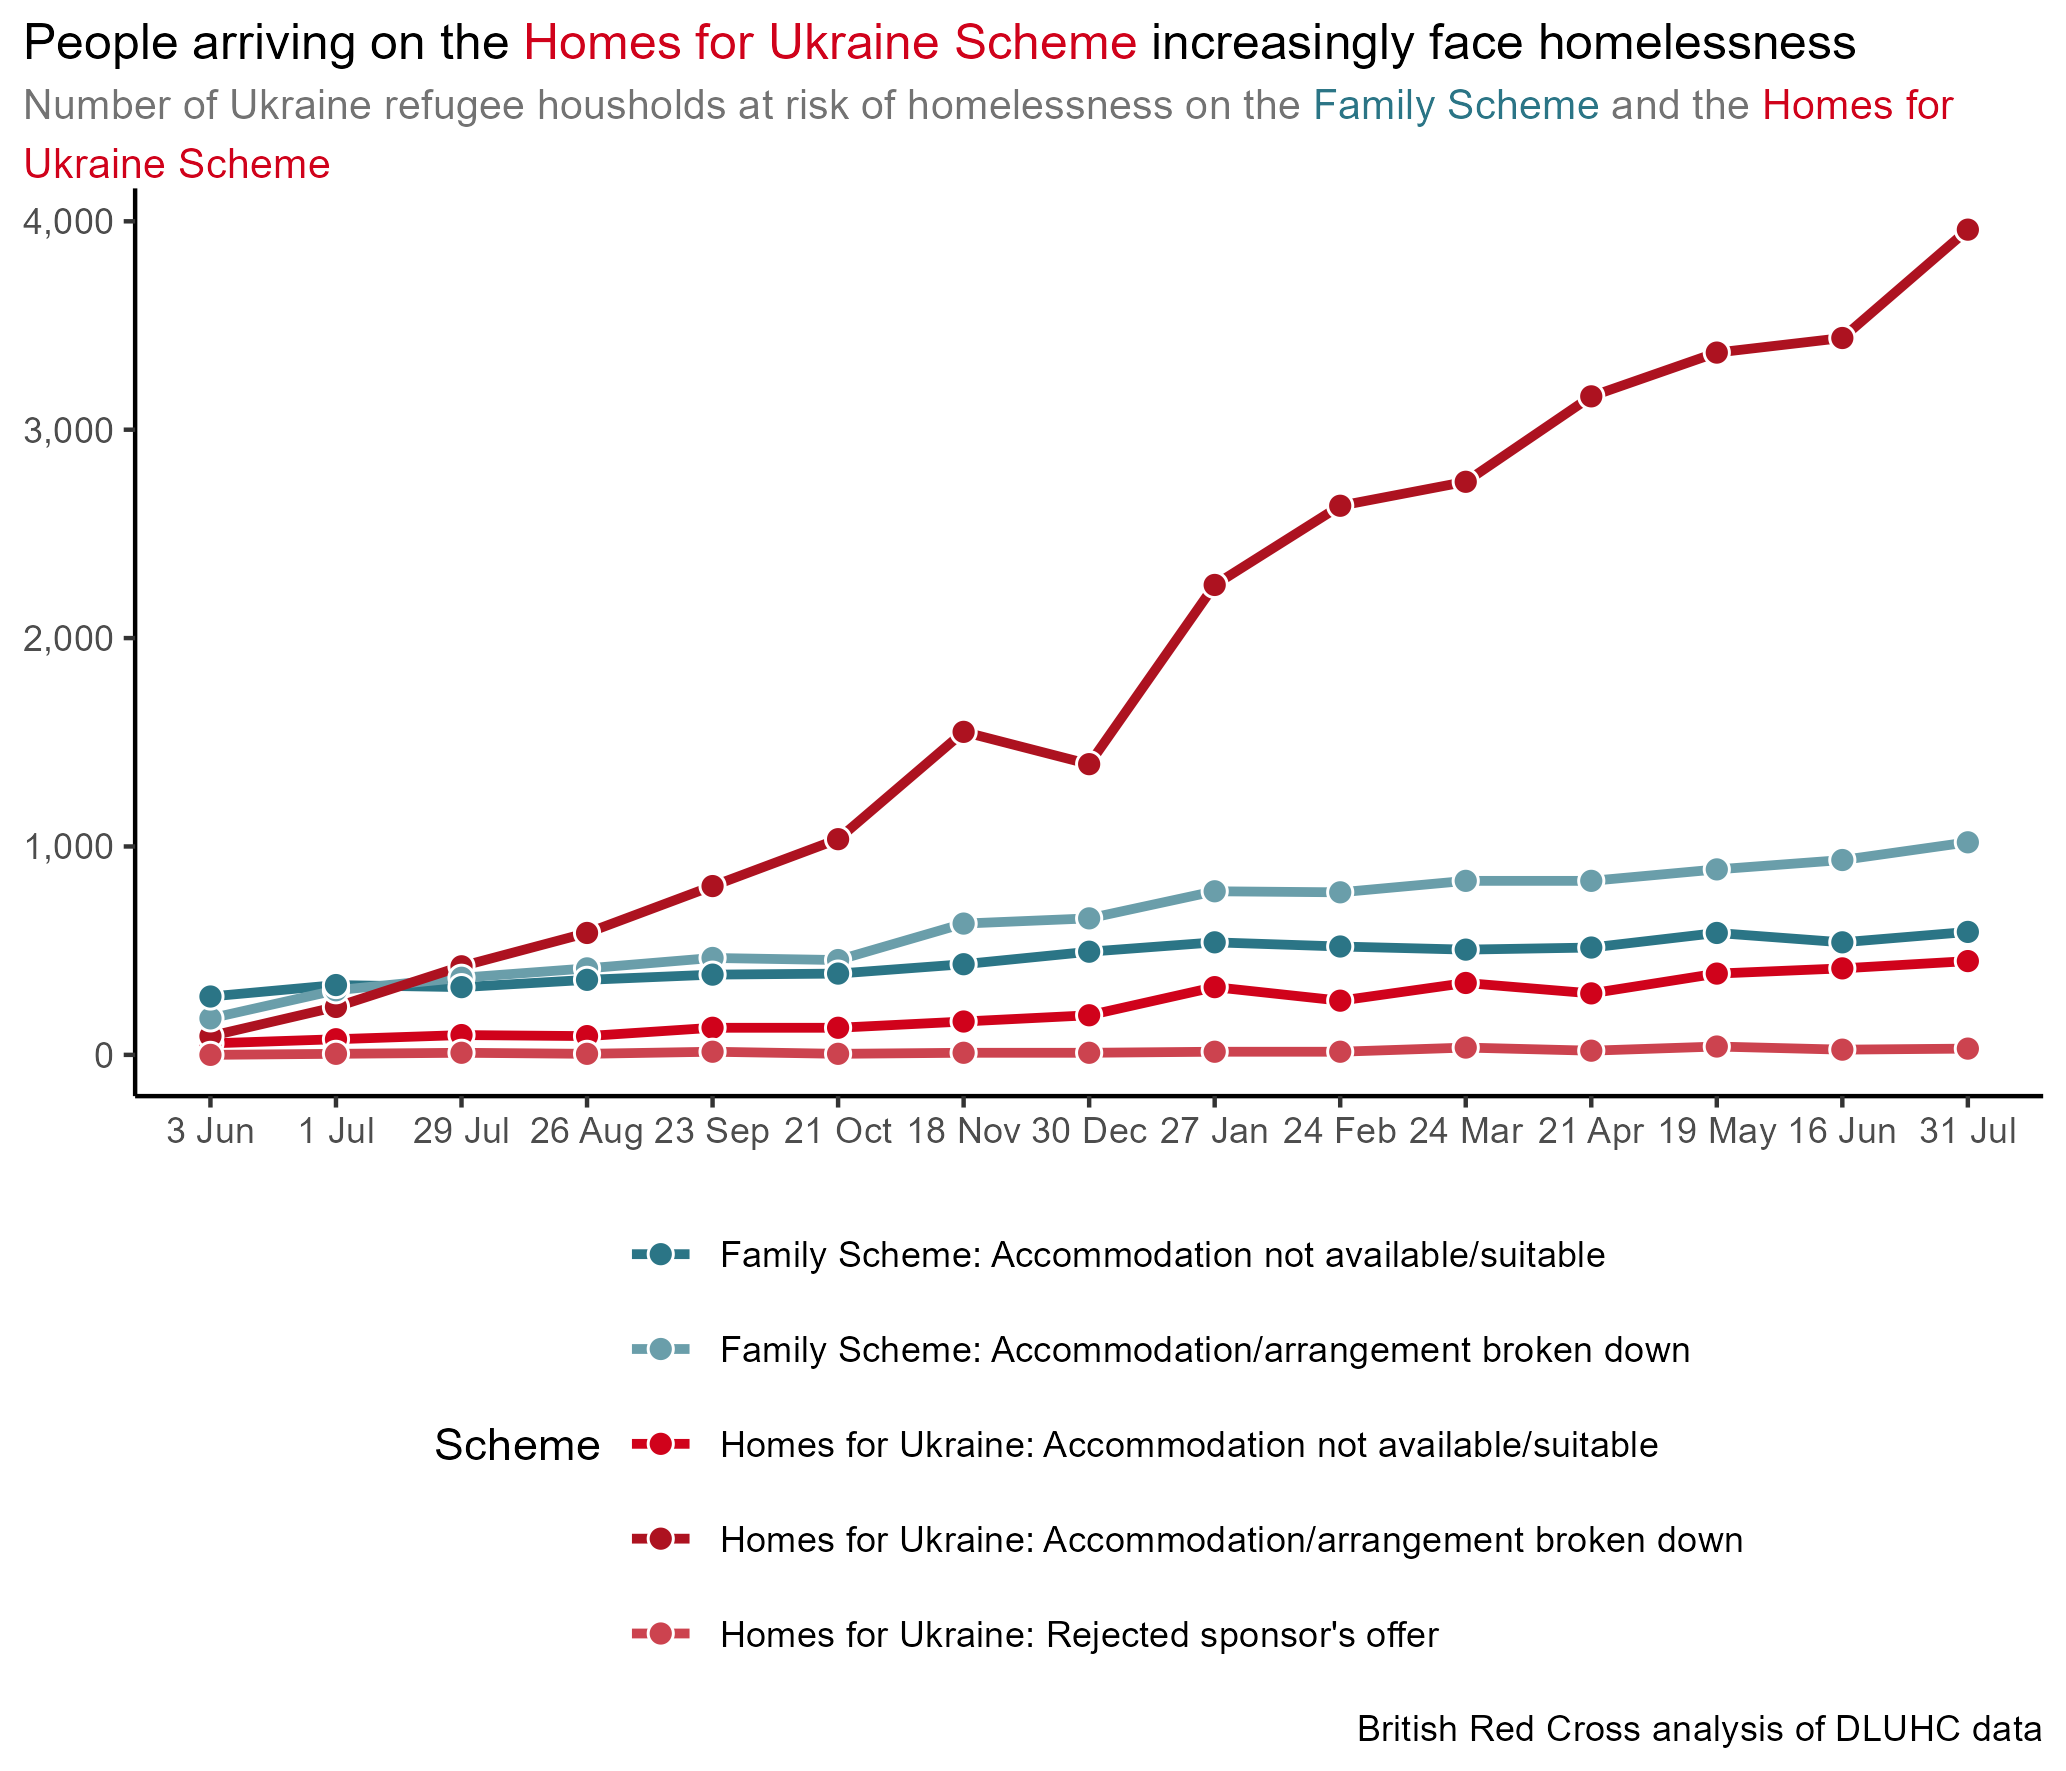 People arriving on the Homes for Ukraine Scheme increasingly face homelessness
Number of Ukraine refugee housholds at risk of homelessness on the Family Scheme and the Homes for
Ukraine Scheme
4,000
3,000
2,000
1,000
0
3 Jun 1 Jul 29 Jul 26 Aug 23 Sep 21 Oct 18 Nov 30 Dec 27 Jan 24 Feb 24 Mar 21 Apr 19 May 16 Jun 31 Jul
Family Scheme: Accommodation not available/suitable
Family Scheme: Accommodation/arrangement broken down
Scheme
Homes for Ukraine: Accommodation not available/suitable
Homes for Ukraine: Accommodation/arrangement broken down
Homes for Ukraine: Rejected sponsor's offer
British Red Cross analysis of DLUHC data